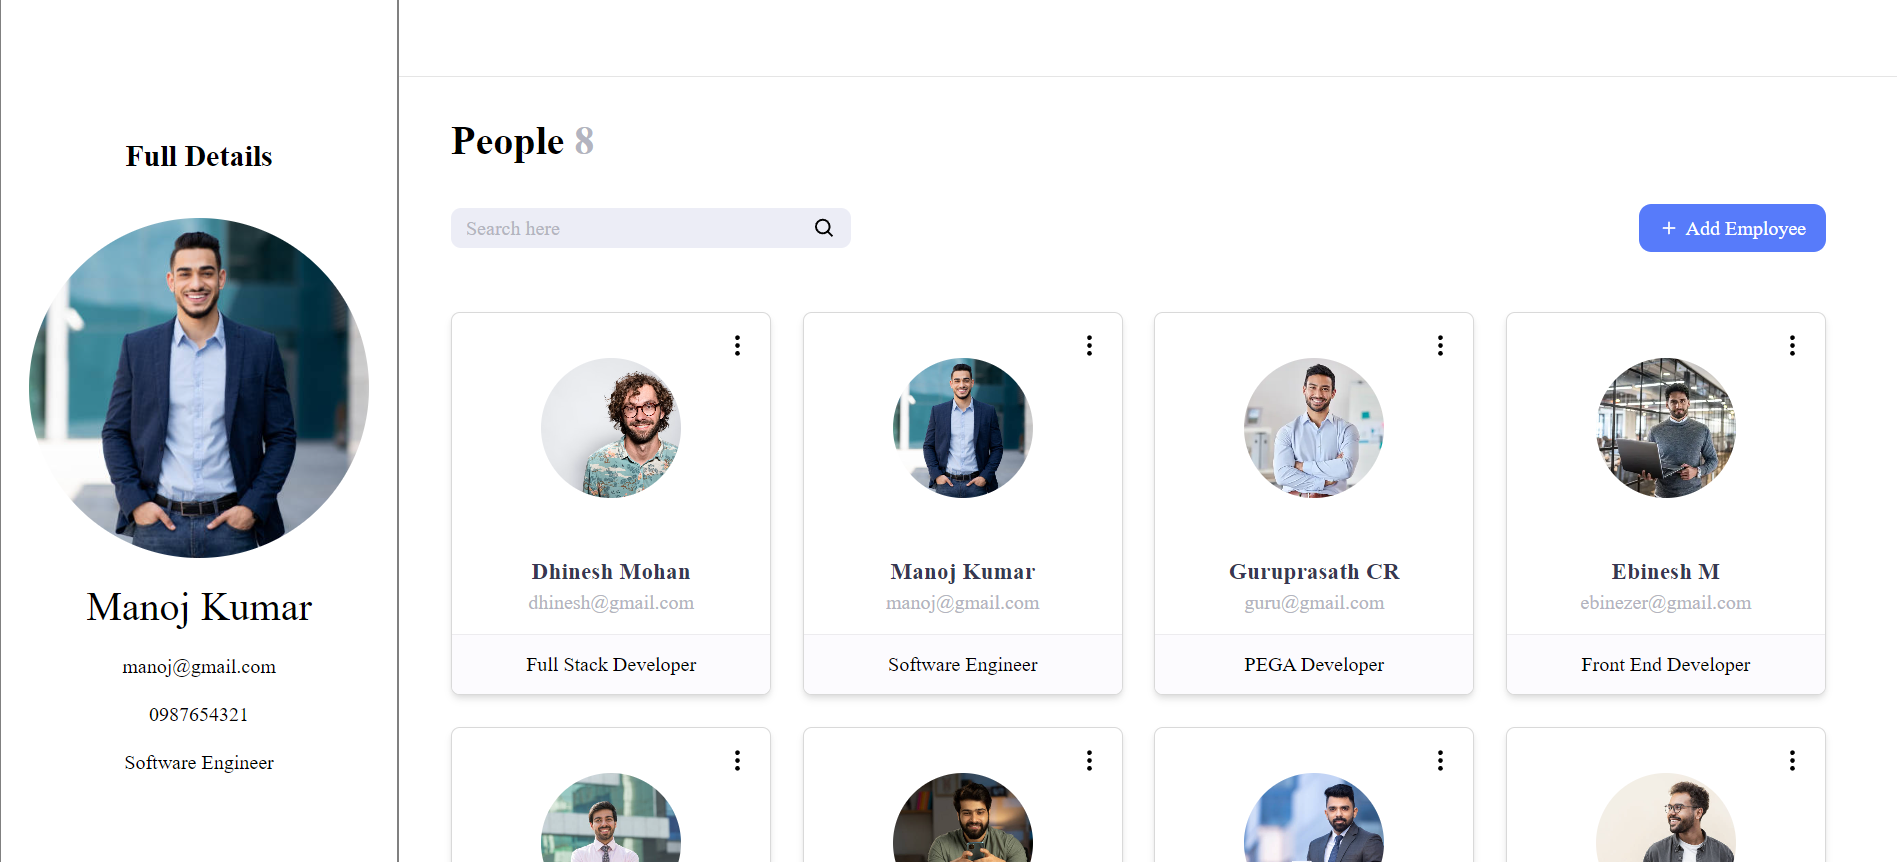 Full Details
Manoj Kumar
manoj@gmail.com
0987654321
Software Engineer
People 8
Search here
+ Add Employee
Dhinesh Mohan
dhinesh@gmail.com
Full Stack Developer
Manoj Kumar
manoj@gmail.com
Software Engineer
Guruprasath CR
guru@gmail.com
PEGA Developer
Ebinesh M
ebinezer@gmail.com
Front End Developer